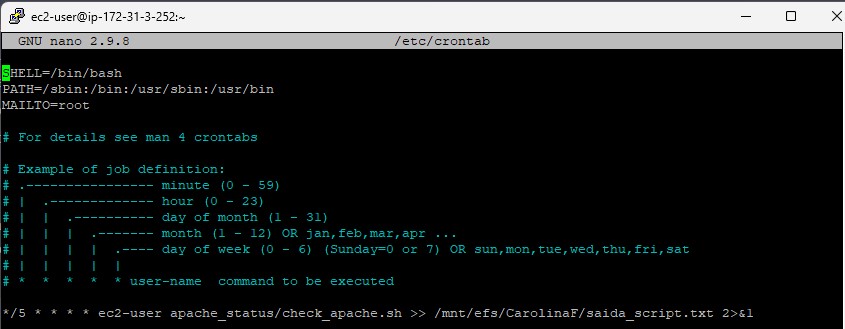 ec2-user@ip-172-31-3-252:~
GNU nano 2.9.8 /etc/crontab
SHELL=/bin/bash
PATH=/sbin:/bin:/usr/sbin:/usr/bin
MAILTO=root
# For details see man 4 crontabs
# Example of job definition:
# .---------------- minute (0 - 59)
# |  .------------- hour (0 - 23)
# |  |  .---------- day of month (1 - 31)
# |  |  |  .------- month (1 - 12) OR jan,feb,mar,apr ...
# |  |  |  |  .---- day of week (0 - 6) (Sunday=0 or 7) OR sun,mon,tue,wed,thu,fri,sat
# |  |  |  |  |
# *  *  *  *  * user-name  command to be executed
*/5 * * * * ec2-user apache_status/check_apache.sh >> /mnt/efs/CarolinaF/saida_script.txt 2>&1